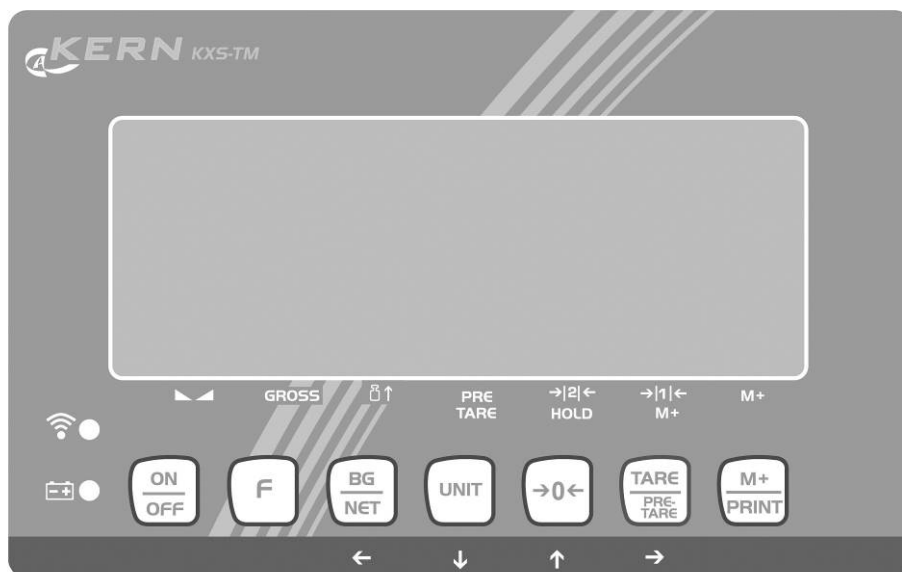 KERN KXS-TM
GROSS
PRE
TARE
→|2|←
HOLD
→|1|←
M+
M+
ON
OFF
F
BG
NET
UNIT
→0←
TARE
PRE-
TARE
M+
PRINT
← ↓ ↑ →